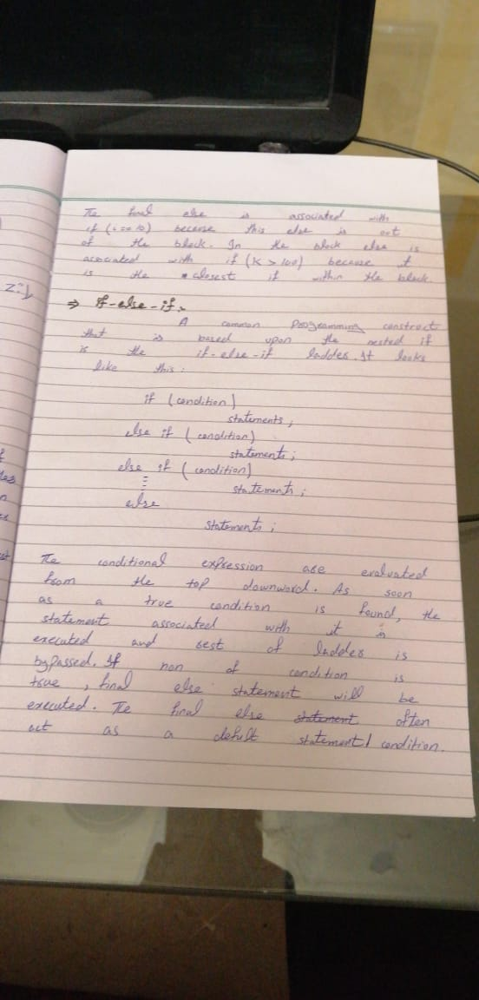 The final else is associated with
if (i == 10) because this else is out
of the block. In the block else is
associated with if (K > 100) because it
is the closest if within the block.
⇒ if-else-if:
A common Programming construct
that is based upon the nested if
is the if-else-if ladder. It looks
like this :
if (condition)
statements ;
else if (condition)
statements ;
else if (condition)
statements ;
⋮
else
statements ;
The conditional expression are evaluated
from the top downword. As soon
as a true condition is found, the
statement associated with it is
executed and rest of ladder is
bypassed. If non of condition is
true , final else statement will be
executed. The final else statement often
act as a defult statement / condition.